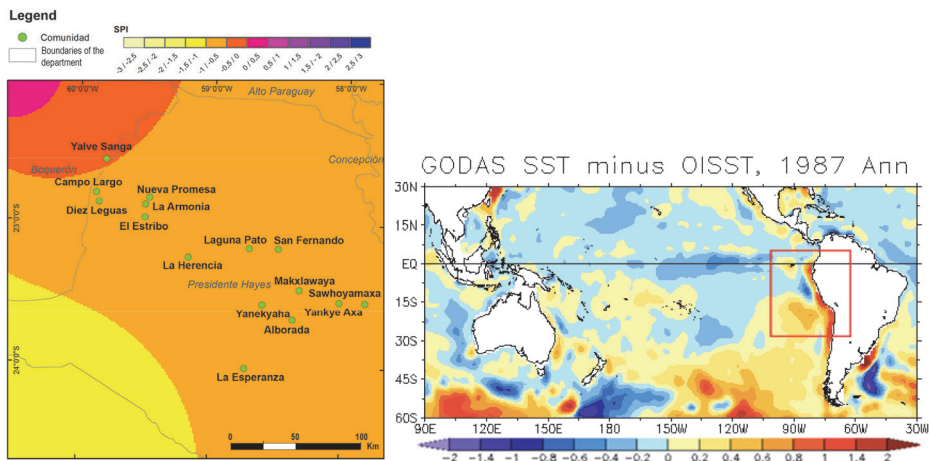 Legend
Comunidad
Boundaries of the
department
SPI
-3 / -2,5
-2,5 / -2
-2 / -1,5
-1,5 / -1
-1 / -0,5
-0,5 / 0
0 / 0,5
0,5 / 1
1 / 1,5
1,5 / 2
2 / 2,5
2,5 / 3
60°0'0"W
59°0'0"W
58°0'0"W
Alto Paraguay
Yalve Sanga
Concepción
Boquerón
Campo Largo
Nueva Promesa
La Armonia
Diez Leguas
El Estribo
23°0'0"S
Laguna Pato
San Fernando
La Herencia
Presidente Hayes
Makxlawaya
Sawhoyamaxa
Yanekyaha
Yankye Axa
Alborada
24°0'0"S
La Esperanza
0 50 100
Km
GODAS SST minus OISST, 1987 Ann
30N
15N
EQ
15S
30S
45S
60S
90E 120E 150E 180 150W 120W 90W 60W 30W
-2 -1.4 -1 -0.8 -0.6 -0.4 -0.2 0 0.2 0.4 0.6 0.8 1 1.4 2